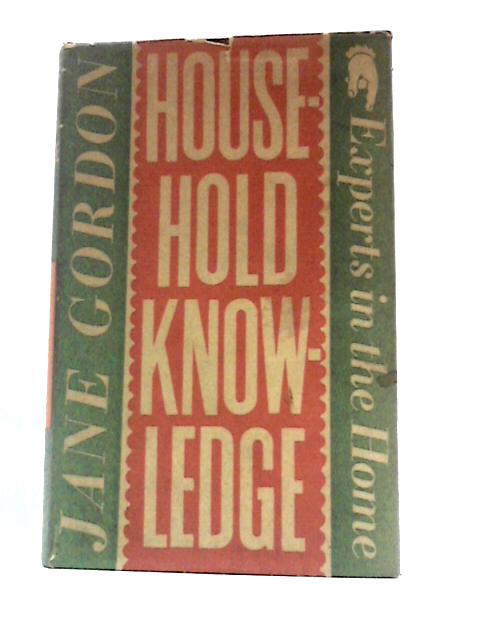 JANE GORDON
HOUSE-
HOLD
KNOW-
LEDGE
Experts in the Home